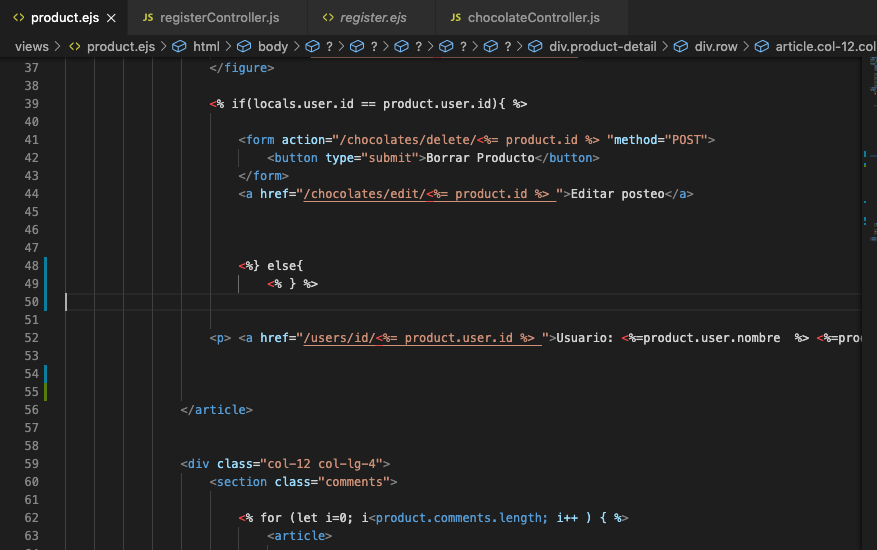 product.ejs
JS registerController.js
register.ejs
JS chocolateController.js
views > product.ejs > html > body > ? > ? > ? > ? > ? > div.product-detail > div.row > article.col-12.col
37 </figure>
38
39 <% if(locals.user.id == product.user.id){ %>
40
41 <form action="/chocolates/delete/<%= product.id %> "method="POST">
42 <button type="submit">Borrar Producto</button>
43 </form>
44 <a href="/chocolates/edit/<%= product.id %> ">Editar posteo</a>
45
46
47
48 <%} else{
49 <% } %>
50
51
52 <p> <a href="/users/id/<%= product.user.id %> ">Usuario: <%=product.user.nombre  %> <%=pro
53
54
55
56 </article>
57
58
59 <div class="col-12 col-lg-4">
60 <section class="comments">
61
62 <% for (let i=0; i<product.comments.length; i++ ) { %>
63 <article>